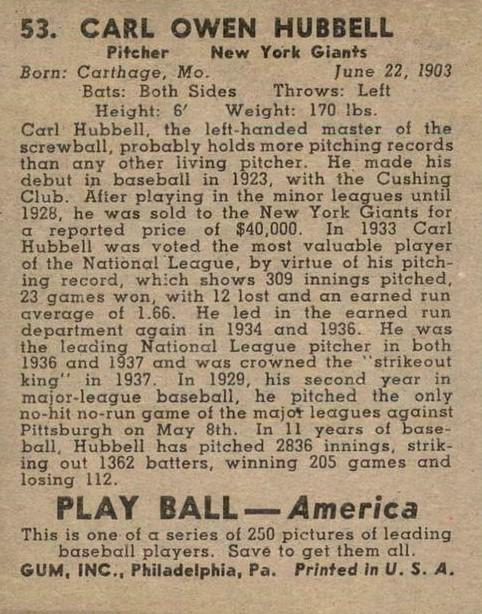 53. CARL OWEN HUBBELL
Pitcher New York Giants
Born: Carthage, Mo. June 22, 1903
Bats: Both Sides Throws: Left
Height: 6′ Weight: 170 lbs.
Carl Hubbell, the left-handed master of the
screwball, probably holds more pitching records
than any other living pitcher. He made his
debut in baseball in 1923, with the Cushing
Club. After playing in the minor leagues until
1928, he was sold to the New York Giants for
a reported price of $40,000. In 1933 Carl
Hubbell was voted the most valuable player
of the National League, by virtue of his pitch-
ing record, which shows 309 innings pitched,
23 games won, with 12 lost and an earned run
average of 1.66. He led in the earned run
department again in 1934 and 1936. He was
the leading National League pitcher in both
1936 and 1937 and was crowned the "strikeout
king" in 1937. In 1929, his second year in
major-league baseball, he pitched the only
no-hit no-run game of the major leagues against
Pittsburgh on May 8th. In 11 years of base-
ball, Hubbell has pitched 2836 innings, strik-
ing out 1362 batters, winning 205 games and
losing 112.
PLAY BALL—America
This is one of a series of 250 pictures of leading
baseball players. Save to get them all.
GUM, INC., Philadelphia, Pa. Printed in U. S. A.